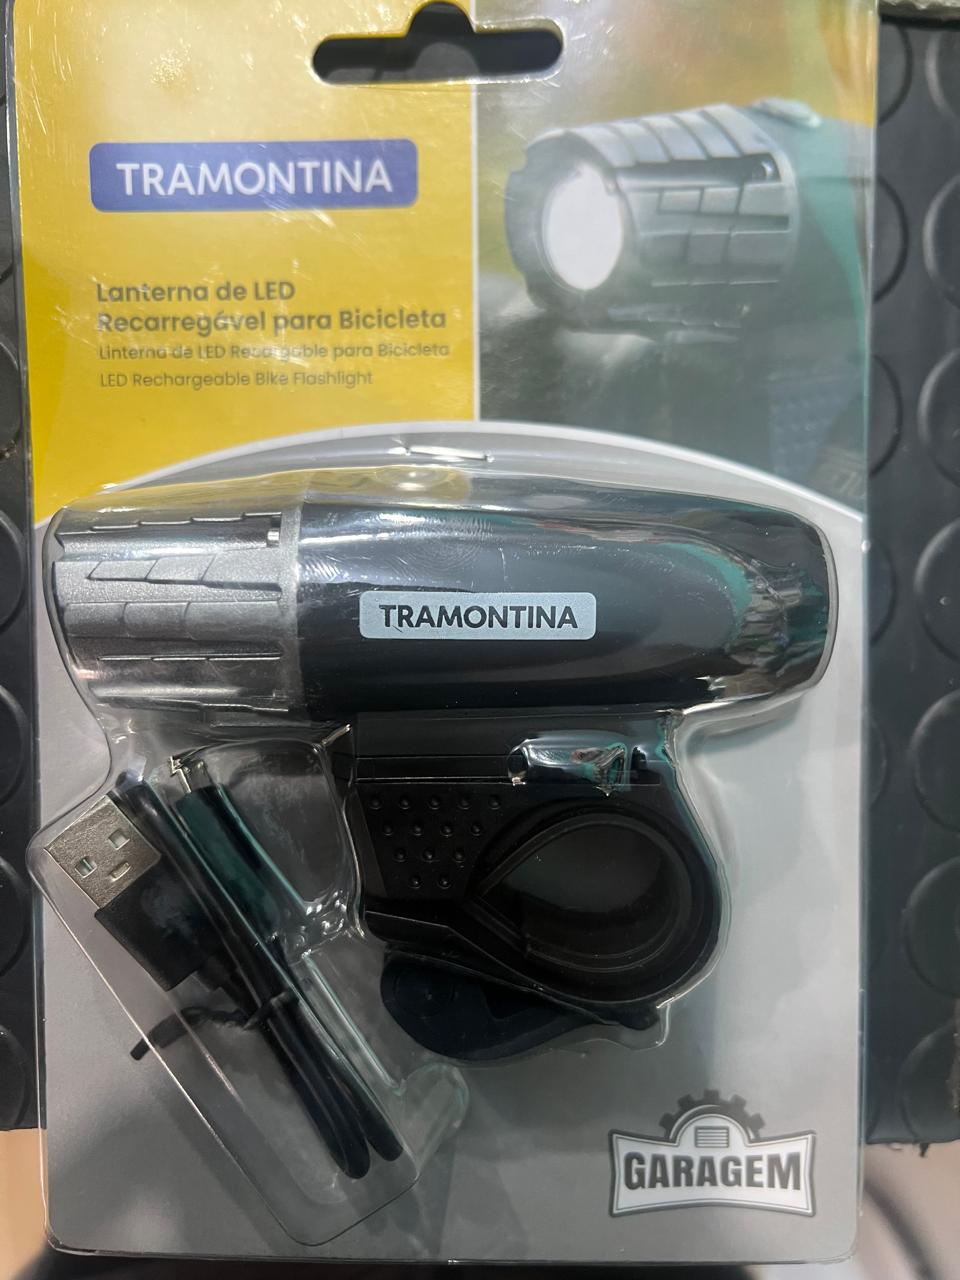 TRAMONTINA
Lanterna de LED
Recarregável para Bicicleta
Linterna de LED Recargable para Bicicleta
LED Rechargeable Bike Flashlight
TRAMONTINA
GARAGEM